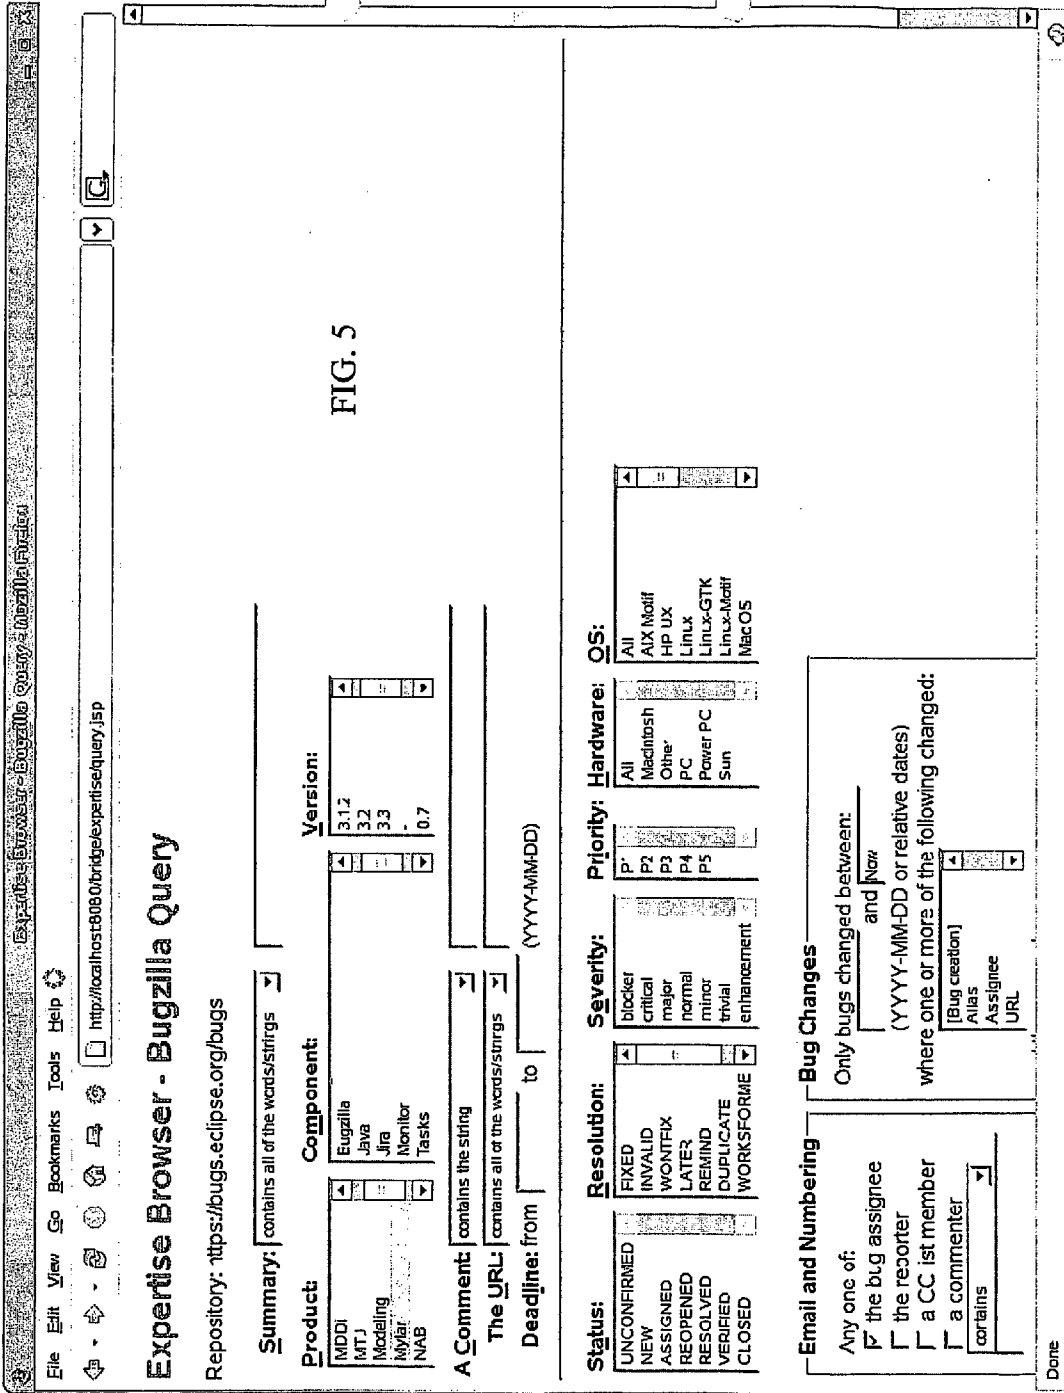 Expertise Browser - Bugzilla Query - Mozilla Firefox
File Edit View Go Bookmarks Tools Help
http://localhost:8080/bridge/expertise/query.jsp
G
Expertise Browser - Bugzilla Query
Repository: https://bugs.eclipse.org/bugs
Summary: contains all of the words/strings
Product: Component: Version:
MDDi Bugzilla 3.1.2
MTJ Java 3.2
Modeling Jira 3.3
Mylar Monitor -
NAB Tasks 0.7
FIG. 5
A Comment: contains the string
The URL: contains all of the words/strings
Deadline: from to (YYYY-MM-DD)
Status: Resolution: Severity: Priority: Hardware: OS:
UNCONFIRMED FIXED blocker P1 All All
NEW INVALID critical P2 Macintosh AIX Motif
ASSIGNED WONTFIX major P3 Other HP UX
REOPENED LATER normal P4 PC Linux
RESOLVED REMIND minor P5 Power PC Linux-GTK
VERIFIED DUPLICATE trivial Sun Linux-Motif
CLOSED WORKSFORME enhancement MacOS
Email and Numbering
Any one of:
the bug assignee
the reporter
a CC list member
a commenter
contains
Bug Changes
Only bugs changed between:
and Now
(YYYY-MM-DD or relative dates)
where one or more of the following changed:
[Bug creation]
Alias
Assignee
URL
Done